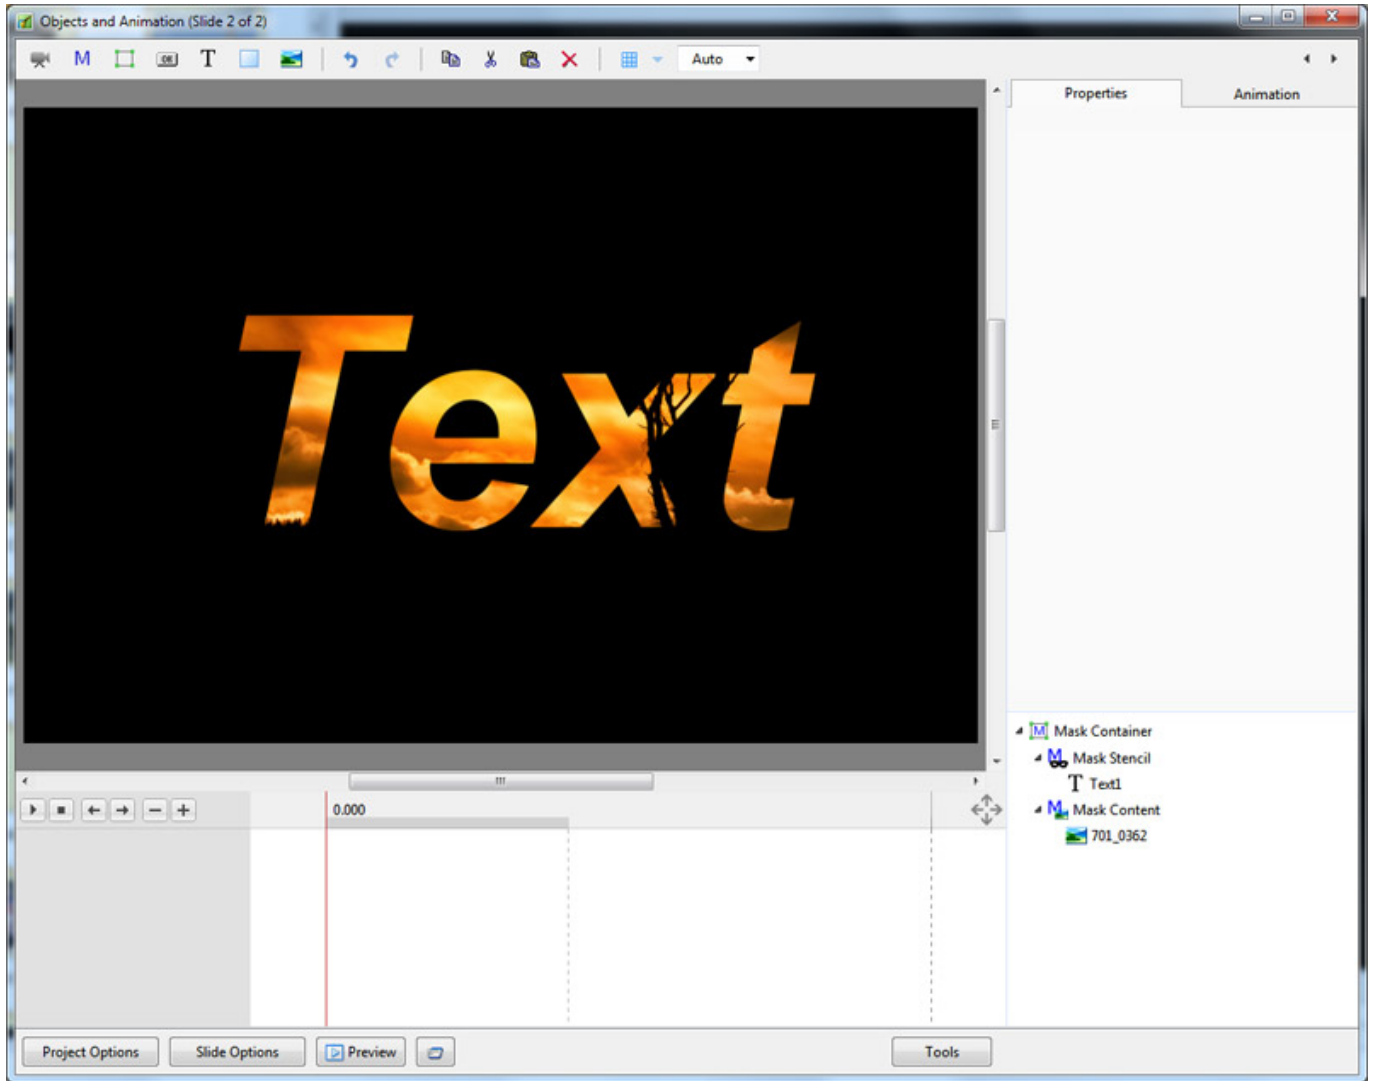 Objects and Animation (Slide 2 of 2)
M OK T Auto
Properties Animation
Text
Mask Container
Mask Stencil
T Text1
Mask Content
701_0362
0.000
Project Options Slide Options Preview Tools